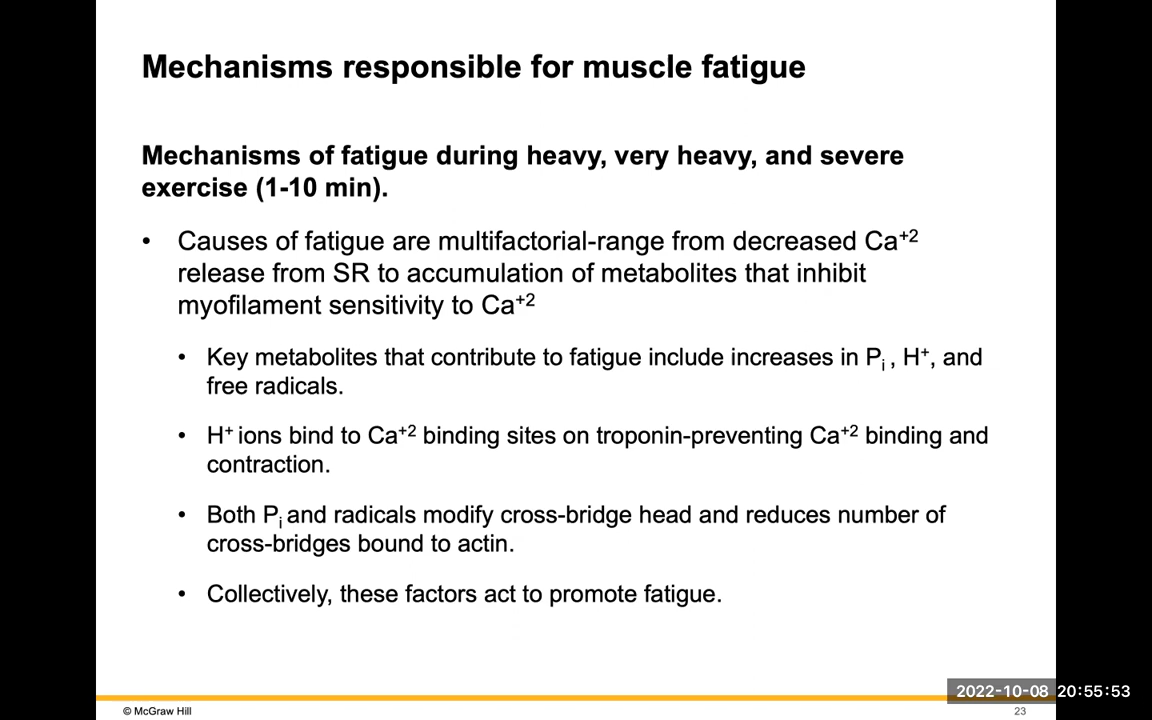 Mechanisms responsible for muscle fatigue
Mechanisms of fatigue during heavy, very heavy, and severe
exercise (1-10 min).
• Causes of fatigue are multifactorial-range from decreased Ca⁺²
release from SR to accumulation of metabolites that inhibit
myofilament sensitivity to Ca⁺²
• Key metabolites that contribute to fatigue include increases in Pᵢ , H⁺, and
free radicals.
• H⁺ ions bind to Ca⁺² binding sites on troponin-preventing Ca⁺² binding and
contraction.
• Both Pᵢ and radicals modify cross-bridge head and reduces number of
cross-bridges bound to actin.
• Collectively, these factors act to promote fatigue.
2022-10-08 20:55:53
© McGraw Hill
23